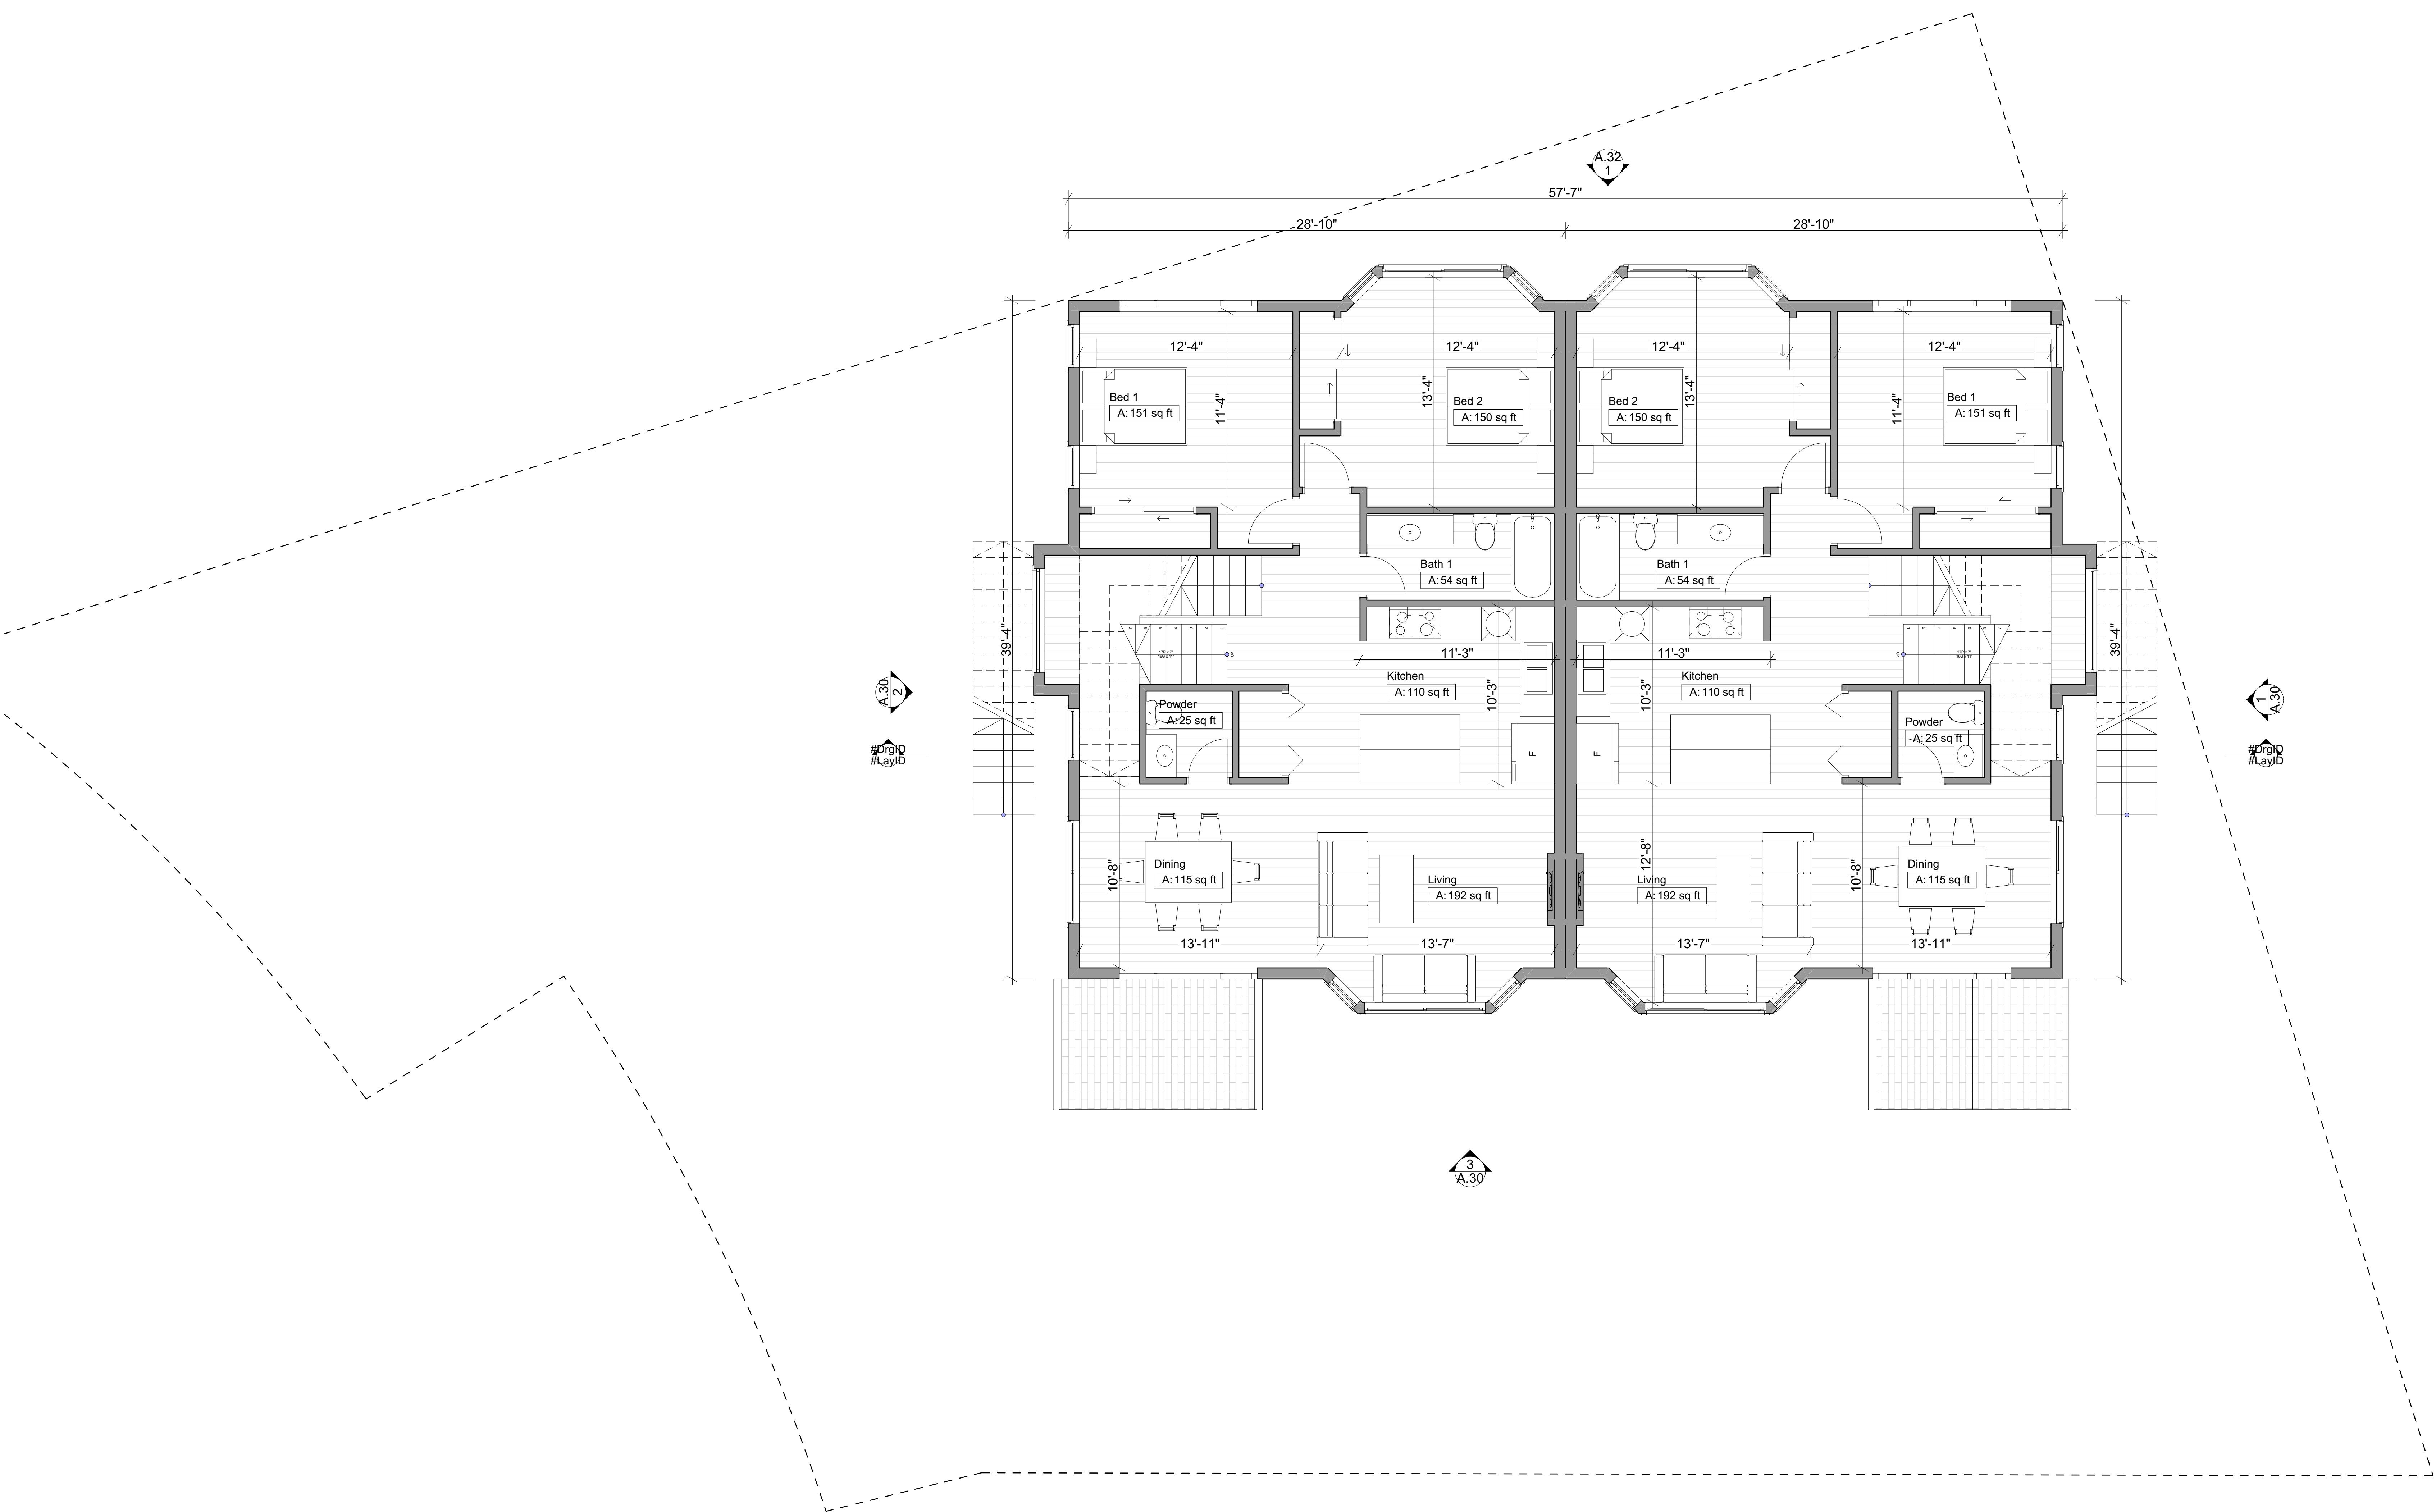 A.32
1
57'-7"
28'-10"
28'-10"
12'-4"
12'-4"
12'-4"
12'-4"
13'-4"
13'-4"
11'-4"
11'-4"
Bed 1
A: 151 sq ft
Bed 2
A: 150 sq ft
Bed 2
A: 150 sq ft
Bed 1
A: 151 sq ft
Bath 1
A: 54 sq ft
Bath 1
A: 54 sq ft
39'-4"
39'-4"
11'-3"
11'-3"
Kitchen
A: 110 sq ft
Kitchen
A: 110 sq ft
10'-3"
10'-3"
A.30
2
1
A.30
Powder
A: 25 sq ft
Powder
A: 25 sq ft
#DrgID
#LayID
#DrgID
#LayID
F
F
Dining
A: 115 sq ft
Living
A: 192 sq ft
Living
A: 192 sq ft
Dining
A: 115 sq ft
10'-8"
12'-8"
10'-8"
13'-11"
13'-7"
13'-7"
13'-11"
3
A.30